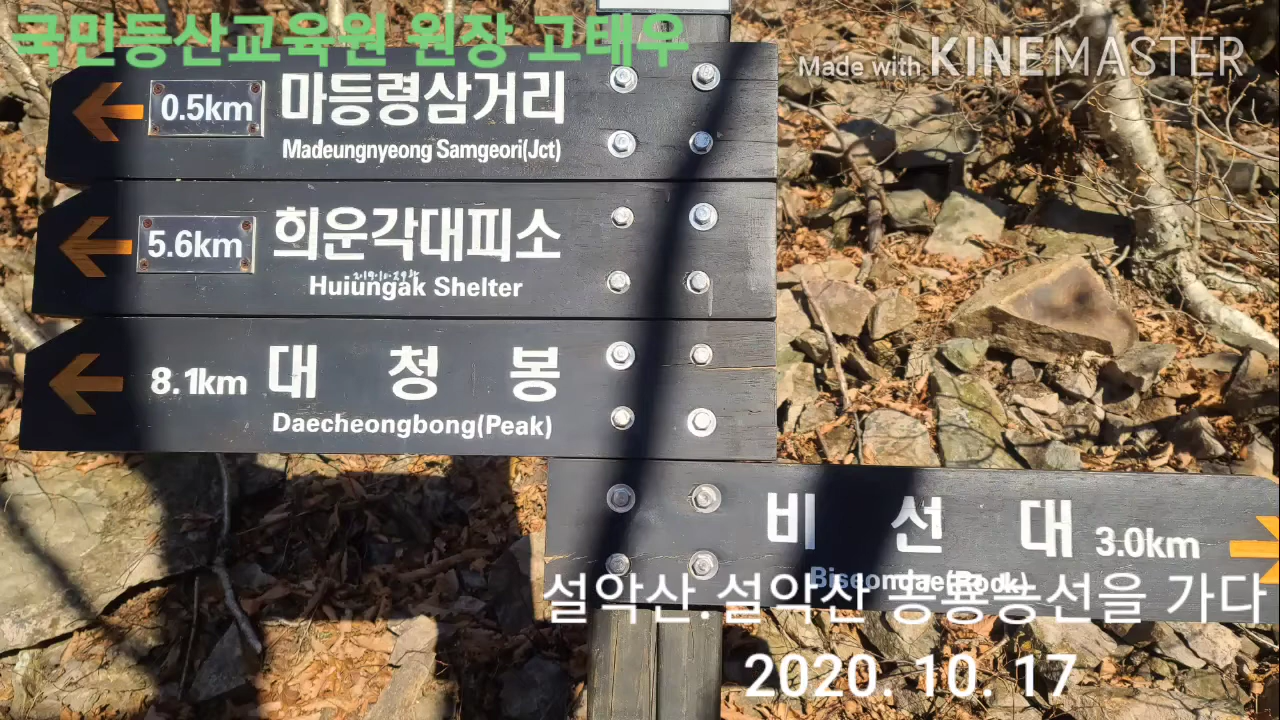 국민등산교육원 원장 고태우
Made with KINEMASTER
0.5km 마등령삼거리
Madeungnyeong Samgeori(Jct)
5.6km 희운각대피소
Huiungak Shelter
8.1km 대청봉
Daecheongbong(Peak)
비선대 3.0km
Biseondae(Rock)
설악산.설악산 공룡능선을 가다
2020. 10. 17